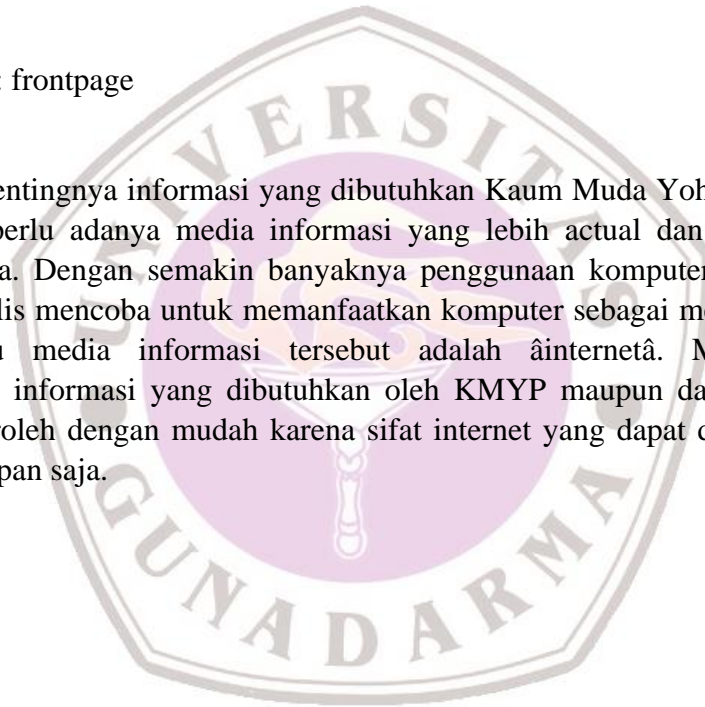 : frontpage
entingnya informasi yang dibutuhkan Kaum Muda Yoh
perlu adanya media informasi yang lebih actual dan
a. Dengan semakin banyaknya penggunaan komputer
lis mencoba untuk memanfaatkan komputer sebagai me
u media informasi tersebut adalah âinternetâ. M
informasi yang dibutuhkan oleh KMYP maupun da
roleh dengan mudah karena sifat internet yang dapat d
pan saja.
UNIVERSITAS
GUNADARMA